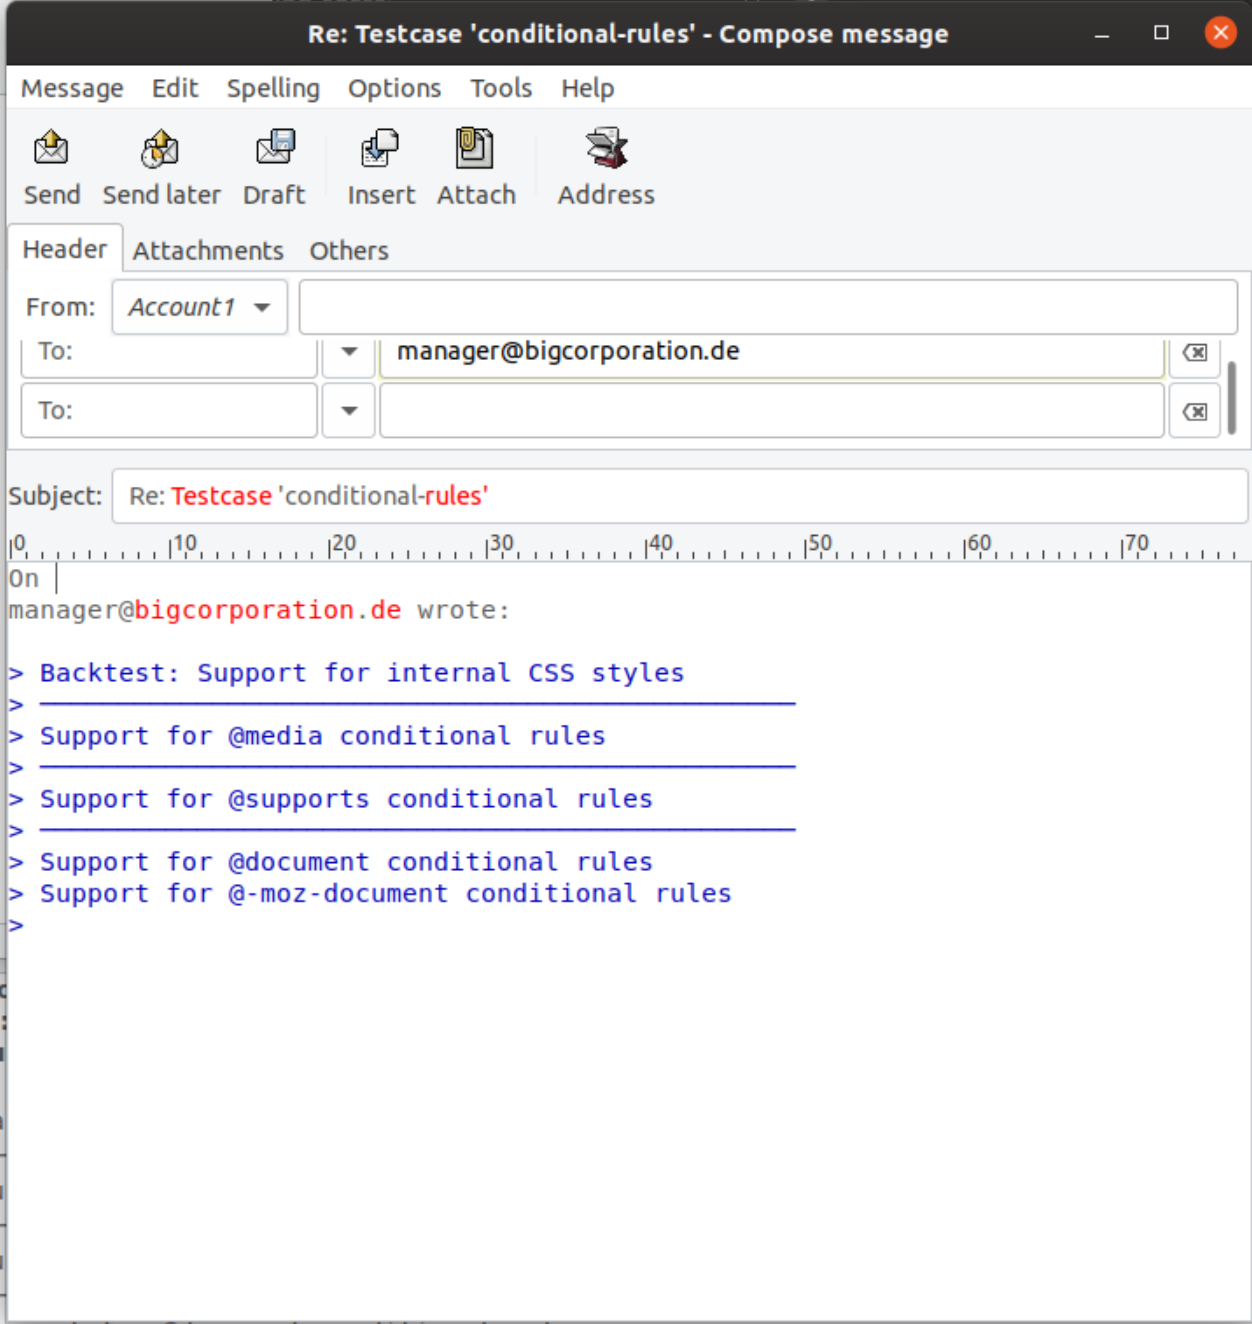 Re: Testcase 'conditional-rules' - Compose message
Message Edit Spelling Options Tools Help
Send Send later Draft Insert Attach Address
Header Attachments Others
From: Account1
To: manager@bigcorporation.de
To:
Subject: Re: Testcase 'conditional-rules'
0 10 20 30 40 50 60 70
On
manager@bigcorporation.de wrote:
> Backtest: Support for internal CSS styles
> ────────────────────────────────────────────────
> Support for @media conditional rules
> ────────────────────────────────────────────────
> Support for @supports conditional rules
> ────────────────────────────────────────────────
> Support for @document conditional rules
> Support for @-moz-document conditional rules
>